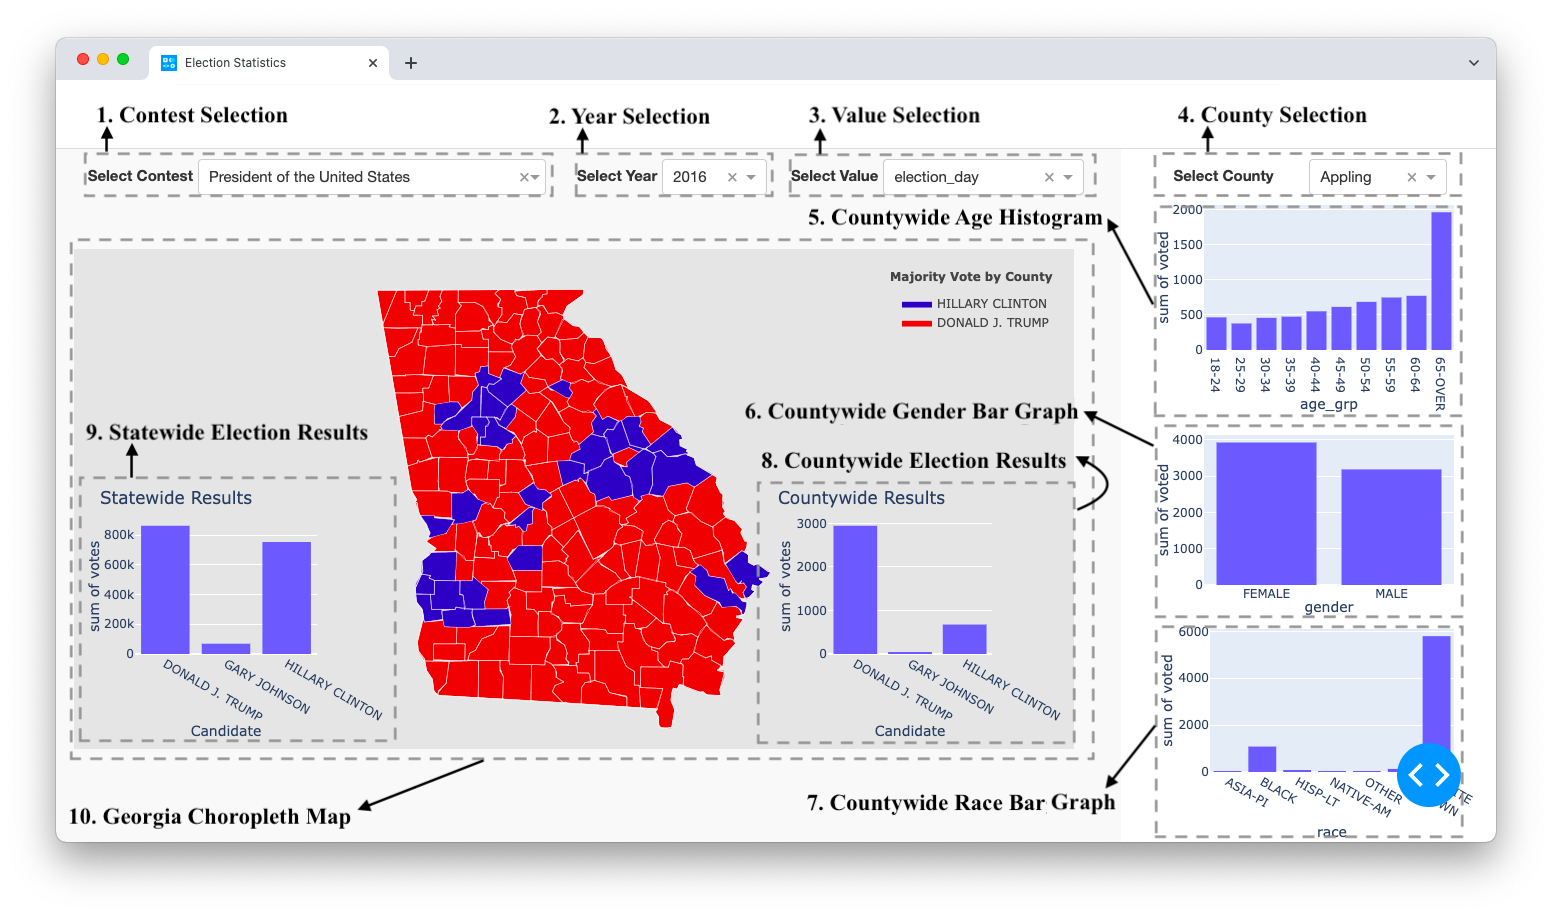 Election Statistics
1. Contest Selection
2. Year Selection
3. Value Selection
4. County Selection
Select Contest
President of the United States
Select Year
2016
Select Value
election_day
Select County
Appling
5. Countywide Age Histogram
2000
1500
1000
500
0
sum of voted
18-24
25-29
30-34
35-39
40-44
45-49
50-54
55-59
60-64
65-OVER
age_grp
Majority Vote by County
HILLARY CLINTON
DONALD J. TRUMP
6. Countywide Gender Bar Graph
4000
3000
2000
1000
0
sum of voted
FEMALE
MALE
gender
9. Statewide Election Results
8. Countywide Election Results
Statewide Results
800k
600k
400k
200k
0
sum of votes
DONALD J. TRUMP
GARY JOHNSON
HILLARY CLINTON
Candidate
Countywide Results
3000
2000
1000
0
sum of votes
DONALD J. TRUMP
GARY JOHNSON
HILLARY CLINTON
Candidate
6000
4000
2000
0
sum of voted
ASIA-PI
BLACK
HISP-LT
NATIVE-AM
OTHER
race
7. Countywide Race Bar Graph
10. Georgia Choropleth Map